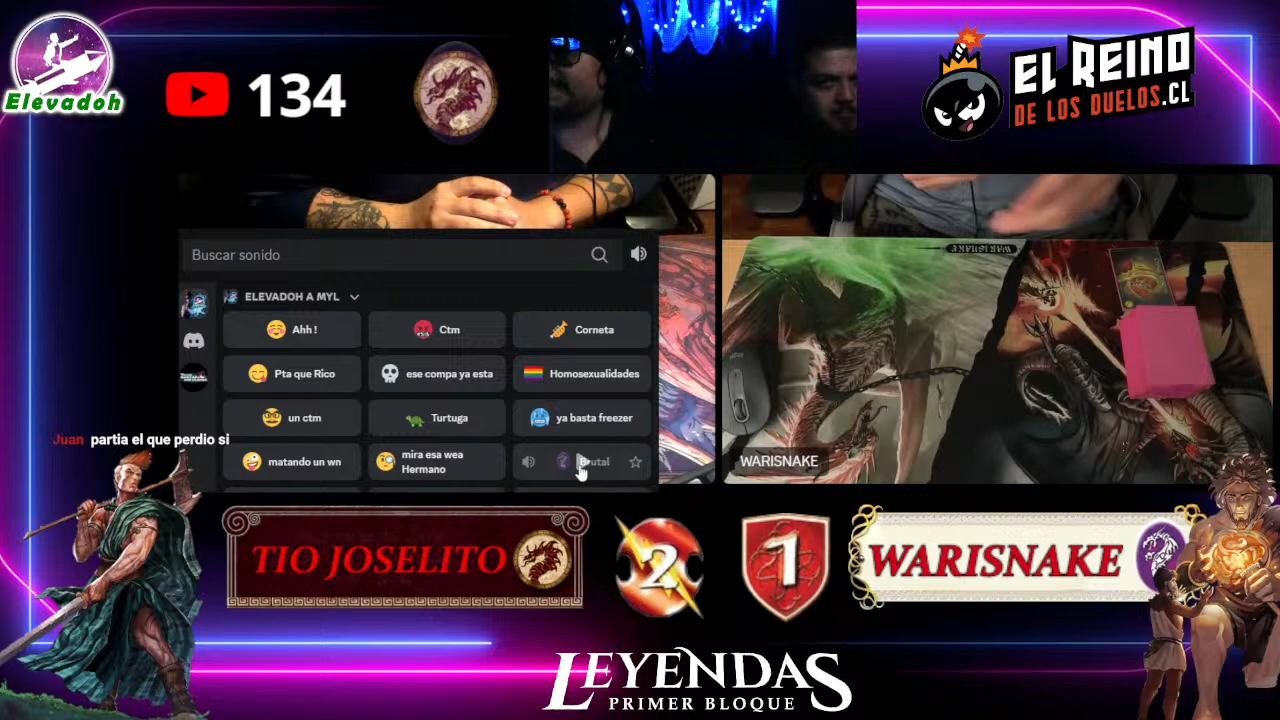 Elevadoh
134
EL REINO
DE LOS DUELOS.CL
Buscar sonido
ELEVADOH A MYL
Ahh !
Ctm
Corneta
Pta que Rico
ese compa ya esta
Homosexualidades
un ctm
Turtuga
ya basta freezer
Juan partia el que perdio si
matando un wn
mira esa wea
Hermano
Brutal
WARISNAKE
WARISNAKE
TIO JOSELITO
2
1
WARISNAKE
LEYENDAS
PRIMER BLOQUE